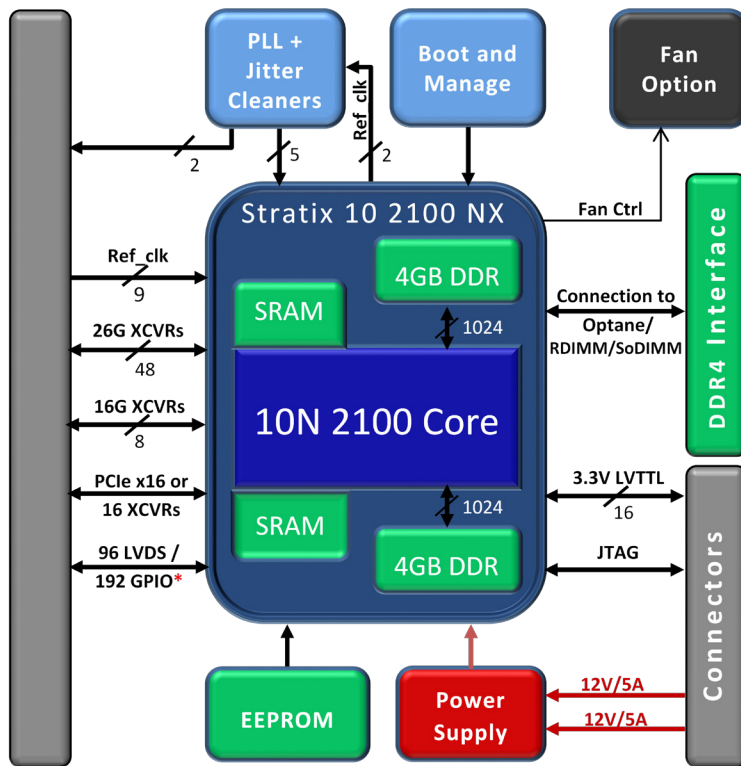 PLL +
Jitter
Cleaners
Boot and
Manage
Fan
Option
Ref_clk
2
5
2
Stratix 10 2100 NX
Fan Ctrl
Ref_clk
9
4GB DDR
SRAM
1024
Connection to
Optane/
RDIMM/SoDIMM
DDR4 Interface
26G XCVRs
48
10N 2100 Core
16G XCVRs
8
PCIe x16 or
16 XCVRs
3.3V LVTTL
16
SRAM
1024
4GB DDR
96 LVDS /
192 GPIO*
JTAG
Connectors
EEPROM
Power
Supply
12V/5A
12V/5A